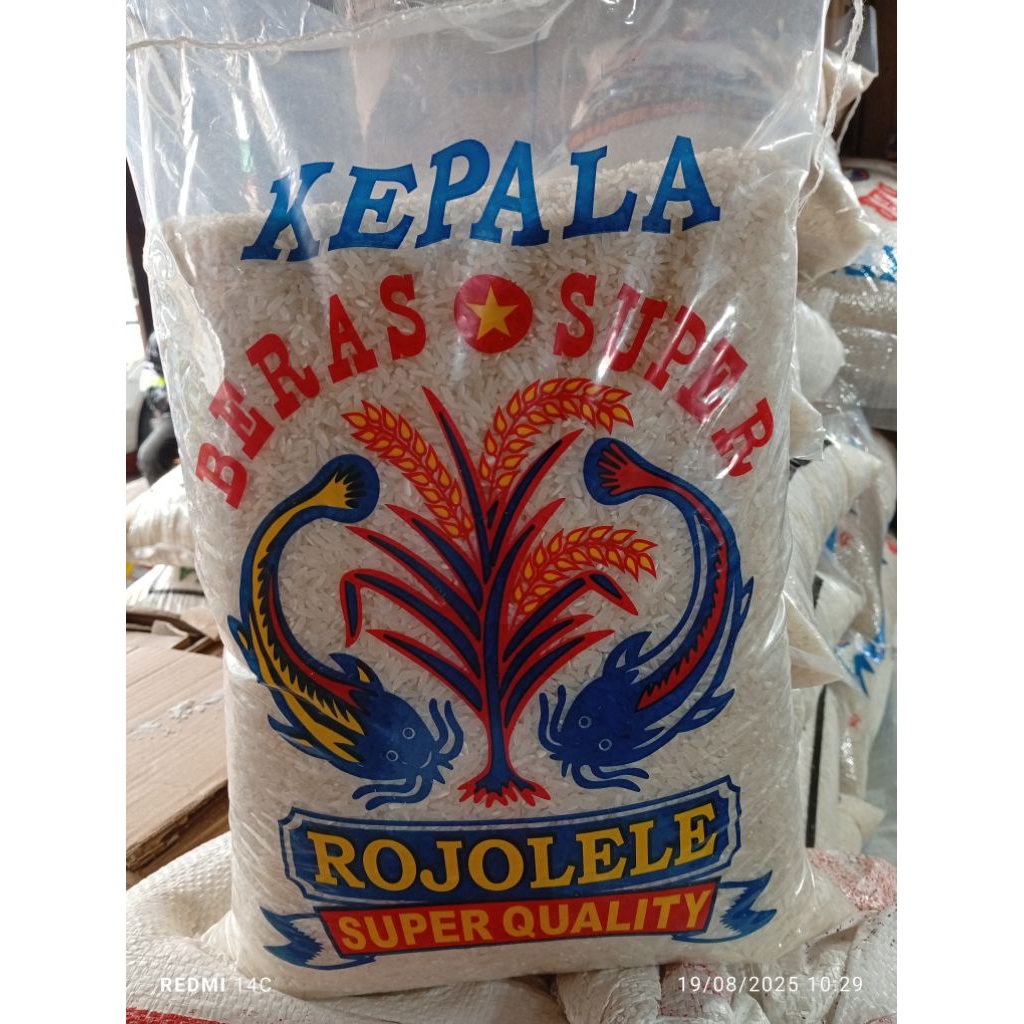 KEPALA
BERAS SUPER
ROJOLELE
SUPER QUALITY
REDMI 14C
19/08/2025 10:29